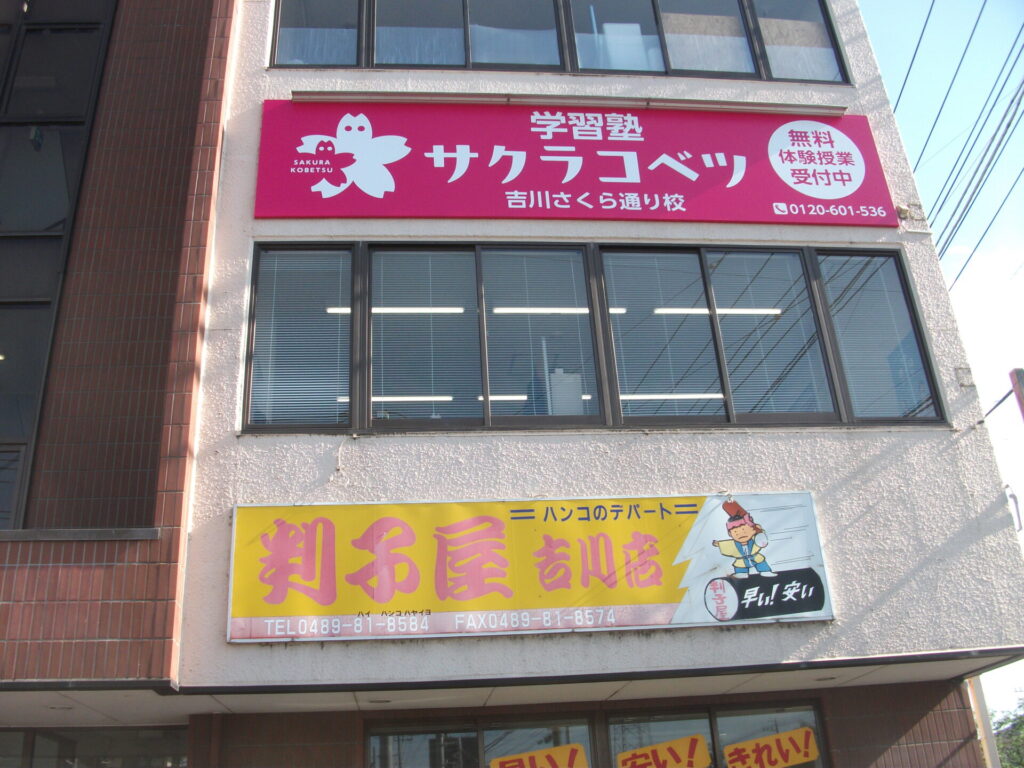 学習塾
サクラコベツ
吉川さくら通り校
SAKURA
KOBETSU
無料
体験授業
受付中
0120-601-536
=ハンコのデパート=
判子屋 吉川店
ハイ ハンコ ハヤイヨ
TEL0489-81-8584 FAX0489-81-8574
判子屋
早い! 安い
早い!
安い!
きれい!